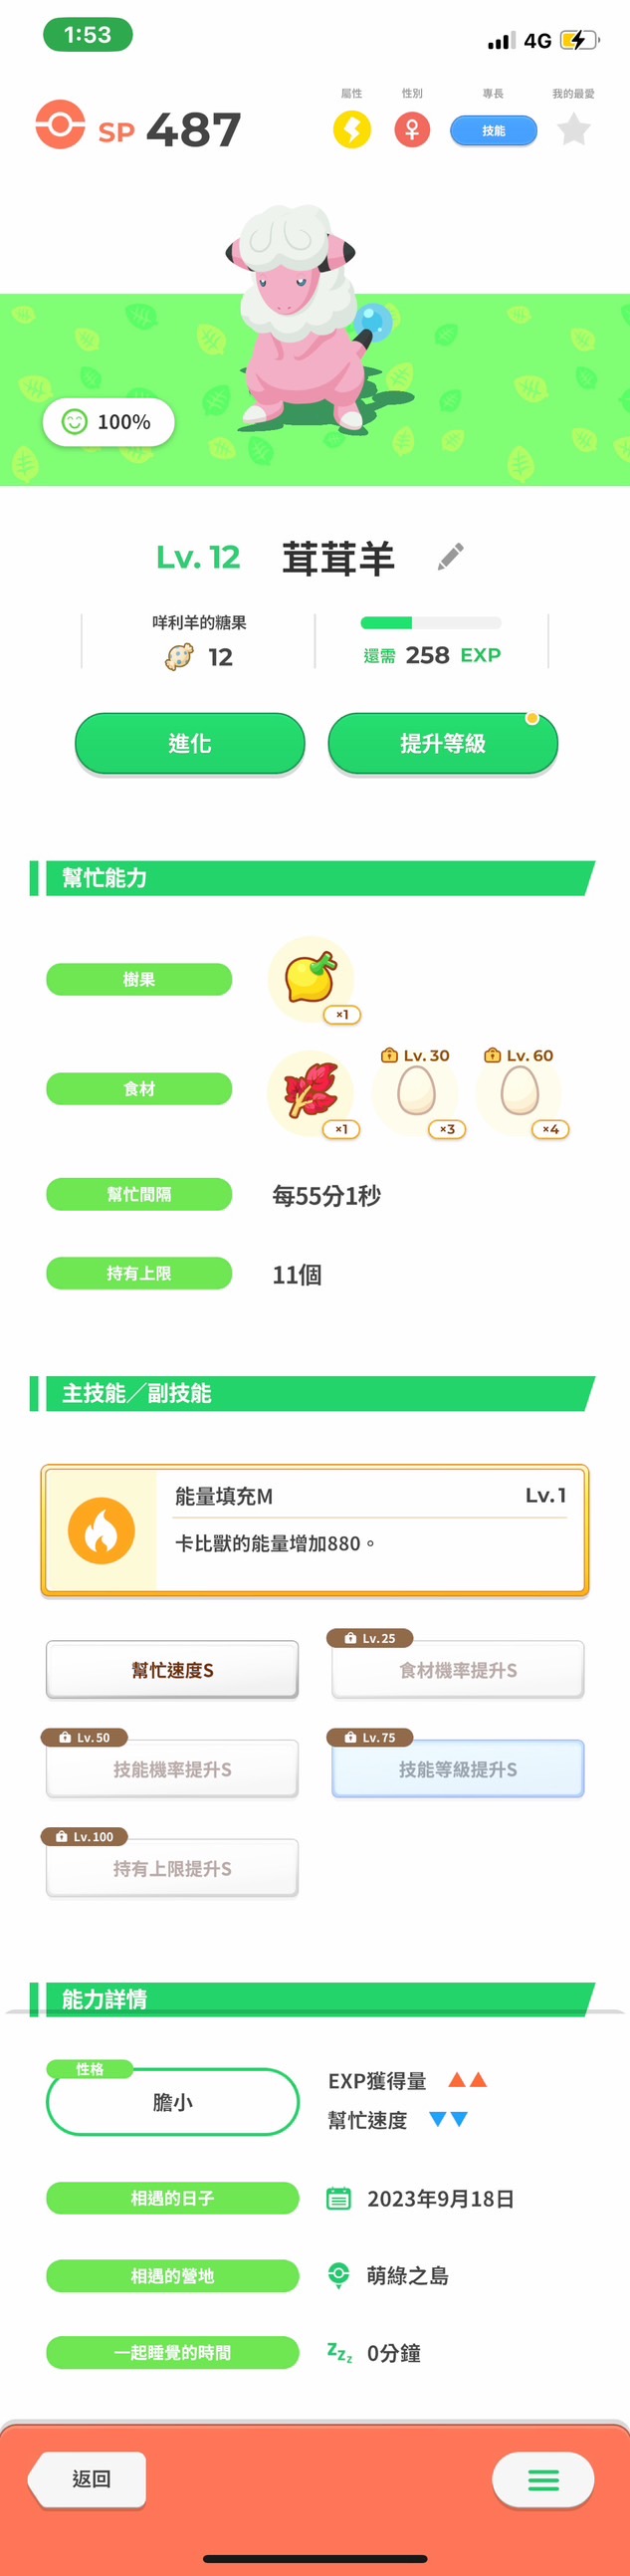 1:53
4G
屬性 性別 專長 我的最愛
SP 487
技能
100%
Lv. 12 茸茸羊
咩利羊的糖果
12
還需 258 EXP
進化
提升等級
幫忙能力
樹果
×1
食材
Lv. 30
Lv. 60
×1
×3
×4
幫忙間隔
每55分1秒
持有上限
11個
主技能／副技能
能量填充M
Lv. 1
卡比獸的能量增加880。
幫忙速度S
Lv. 25
食材機率提升S
Lv. 50
技能機率提升S
Lv. 75
技能等級提升S
Lv. 100
持有上限提升S
能力詳情
性格
膽小
EXP獲得量
幫忙速度
相遇的日子
2023年9月18日
相遇的營地
萌綠之島
一起睡覺的時間
zzz 0分鐘
返回